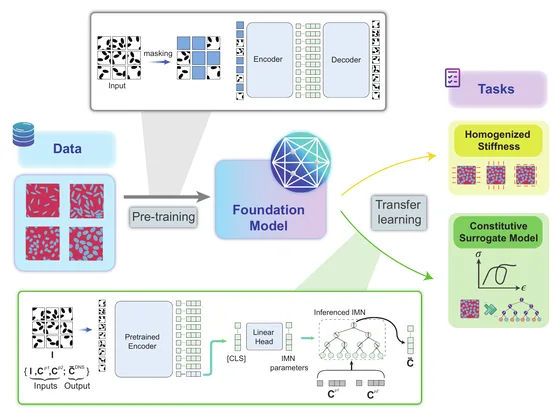 masking
Input
Encoder
Decoder
Tasks
Data
Homogenized
Stiffness
Pre-training
Foundation
Model
Transfer
learning
Constitutive
Surrogate Model
σ
ϵ
Inferenced IMN
Pretrained
Encoder
Linear
Head
[CLS]
IMN
parameters
C̄
{ I, C^p1, C^p2; C̄^DNS }
Inputs Output
C^p1 C^p2